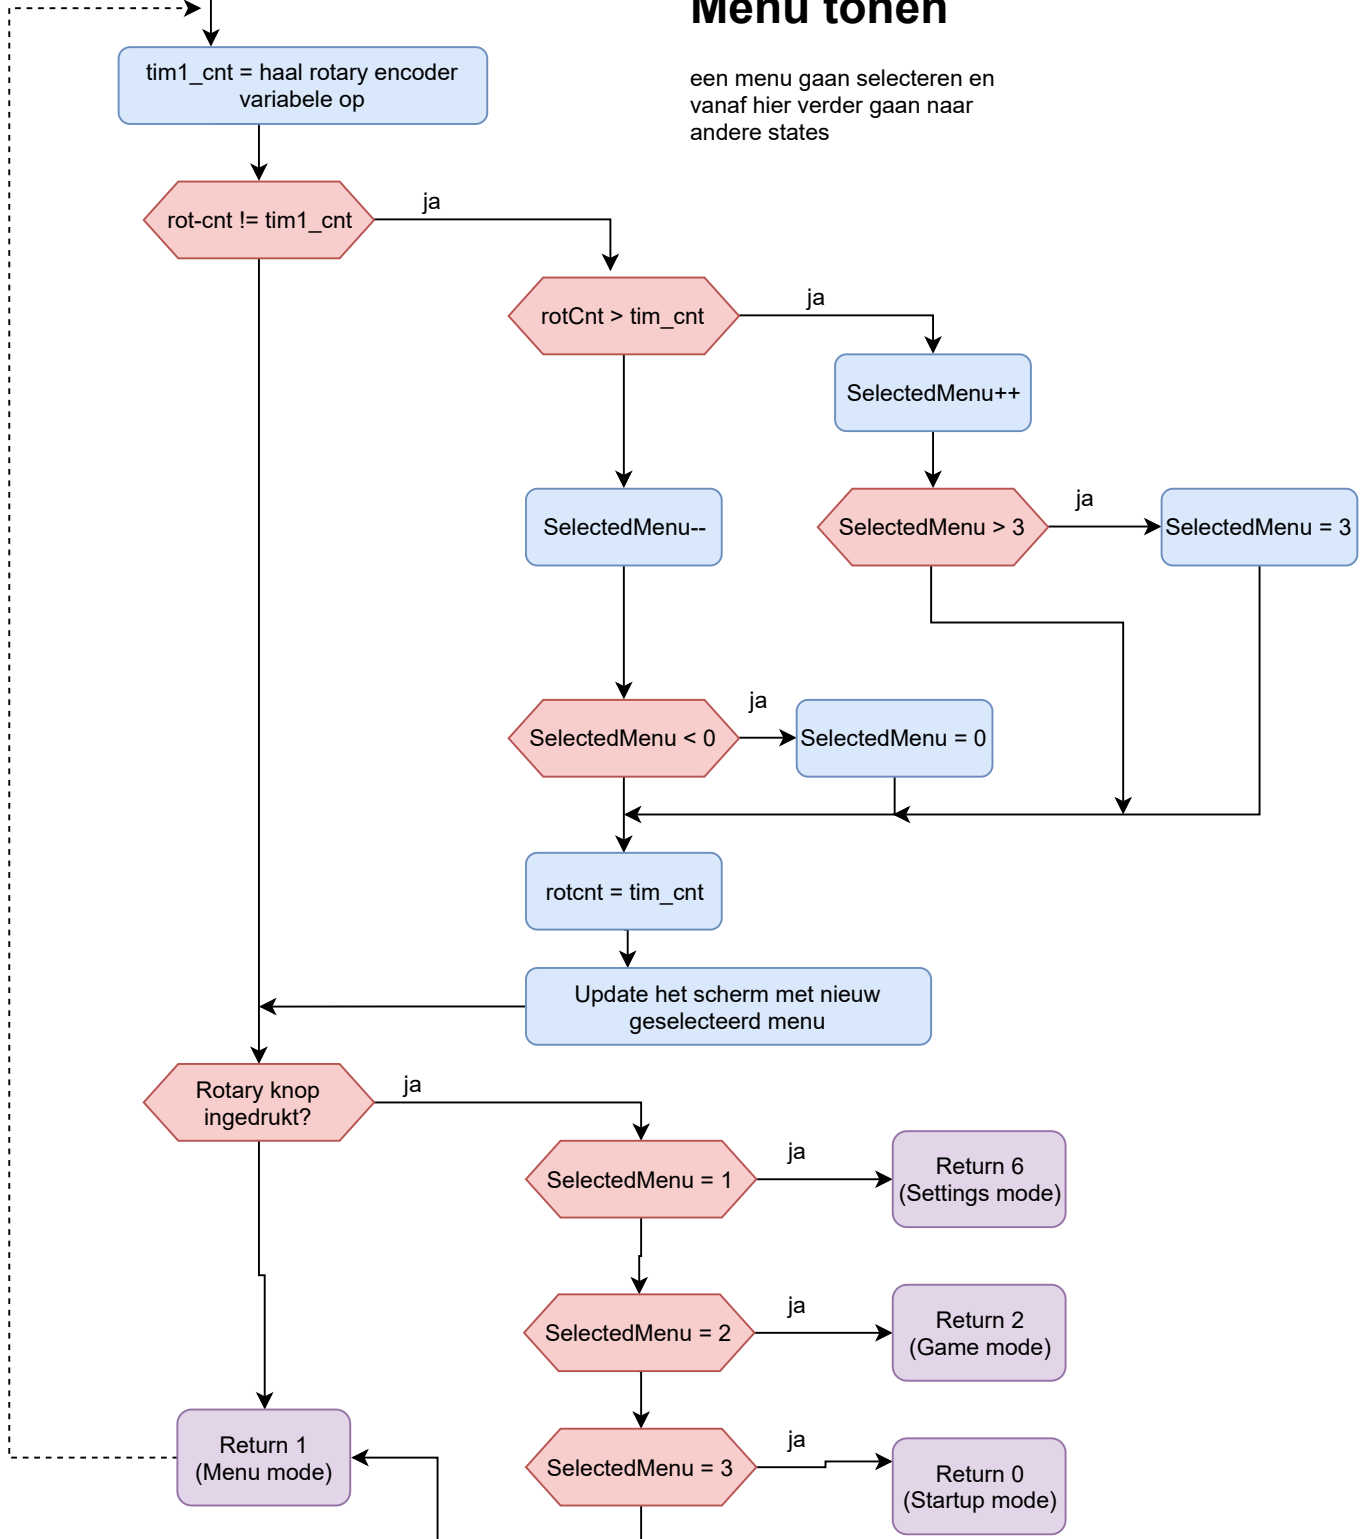 Menu tonen
een menu gaan selecteren en
vanaf hier verder gaan naar
andere states
tim1_cnt = haal rotary encoder
variabele op
rot-cnt != tim1_cnt
ja
rotCnt > tim_cnt
ja
SelectedMenu++
SelectedMenu--
SelectedMenu > 3
ja
SelectedMenu = 3
SelectedMenu < 0
ja
SelectedMenu = 0
rotcnt = tim_cnt
Update het scherm met nieuw
geselecteerd menu
Rotary knop
ingedrukt?
ja
SelectedMenu = 1
ja
Return 6
(Settings mode)
SelectedMenu = 2
ja
Return 2
(Game mode)
Return 1
(Menu mode)
SelectedMenu = 3
ja
Return 0
(Startup mode)